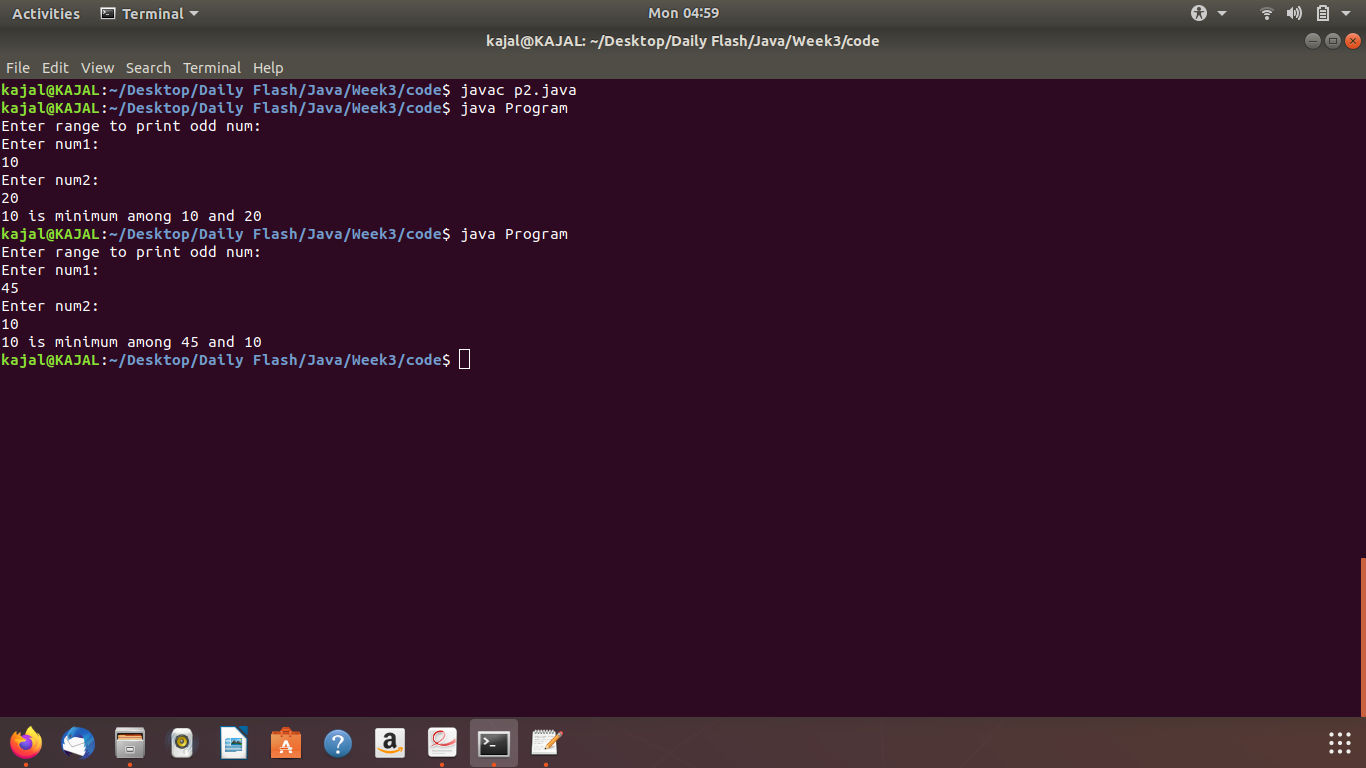 Activities Terminal Mon 04:59
kajal@KAJAL: ~/Desktop/Daily Flash/Java/Week3/code
File Edit View Search Terminal Help
kajal@KAJAL:~/Desktop/Daily Flash/Java/Week3/code$ javac p2.java
kajal@KAJAL:~/Desktop/Daily Flash/Java/Week3/code$ java Program
Enter range to print odd num:
Enter num1:
10
Enter num2:
20
10 is minimum among 10 and 20
kajal@KAJAL:~/Desktop/Daily Flash/Java/Week3/code$ java Program
Enter range to print odd num:
Enter num1:
45
Enter num2:
10
10 is minimum among 45 and 10
kajal@KAJAL:~/Desktop/Daily Flash/Java/Week3/code$